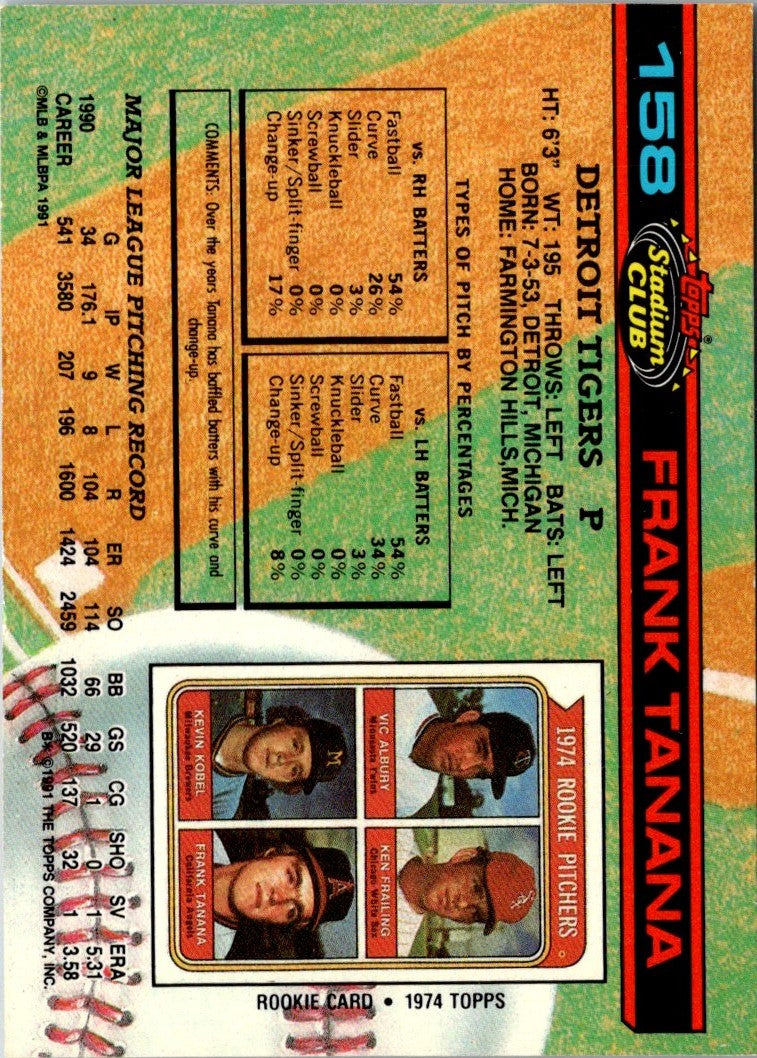 158
Topps®
Stadium
CLUB
FRANK TANANA
DETROIT TIGERS P
HT: 6'3" WT: 195 THROWS: LEFT BATS: LEFT
BORN: 7-3-53, DETROIT, MICHIGAN
HOME: FARMINGTON HILLS, MICH.
TYPES OF PITCH BY PERCENTAGES
vs. RH BATTERS
Fastball 54%
Curve 26%
Slider 3%
Knuckleball 0%
Screwball 0%
Sinker/Split-finger 0%
Change-up 17%
vs. LH BATTERS
Fastball 54%
Curve 34%
Slider 3%
Knuckleball 0%
Screwball 0%
Sinker/Split-finger 0%
Change-up 8%
COMMENTS: Over the years Tanana has baffled batters with his curve and
change-up.
1974 ROOKIE PITCHERS
VIC ALBURY
Minnesota Twins
KEN FRAILING
Chicago White Sox
KEVIN KOBEL
Milwaukee Brewers
FRANK TANANA
California Angels
ROOKIE CARD • 1974 TOPPS
MAJOR LEAGUE PITCHING RECORD
G IP W L R ER SO BB GS CG SHO SV ERA
1990 34 176.1 9 8 104 104 114 66 29 1 0 1 5.31
CAREER 541 3580 207 196 1600 1424 2459 1032 520 137 32 1 3.58
©MLB & MLBPA 1991
B* ©1991 THE TOPPS COMPANY, INC.